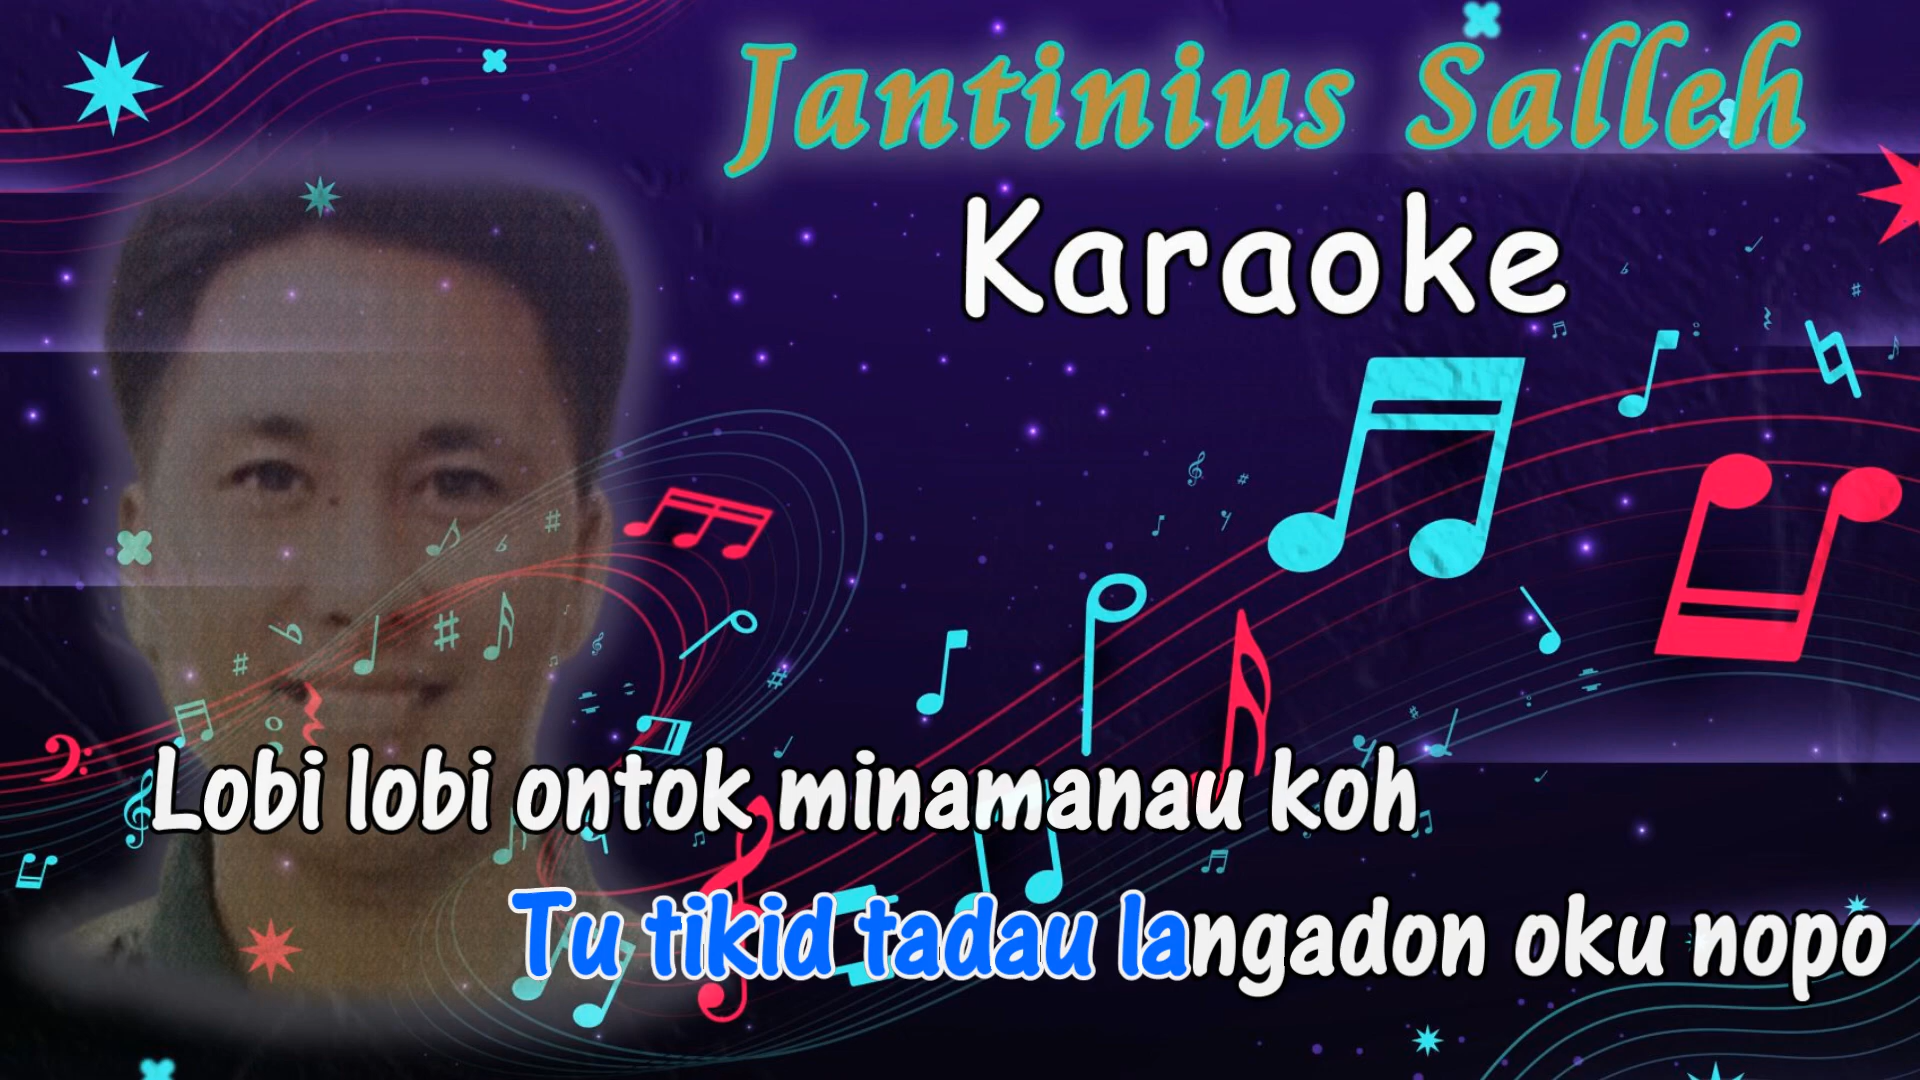 Jantinius Salleh
Karaoke
Lobi lobi ontok minamanau koh
Tu tikid tadau langadon oku nopo